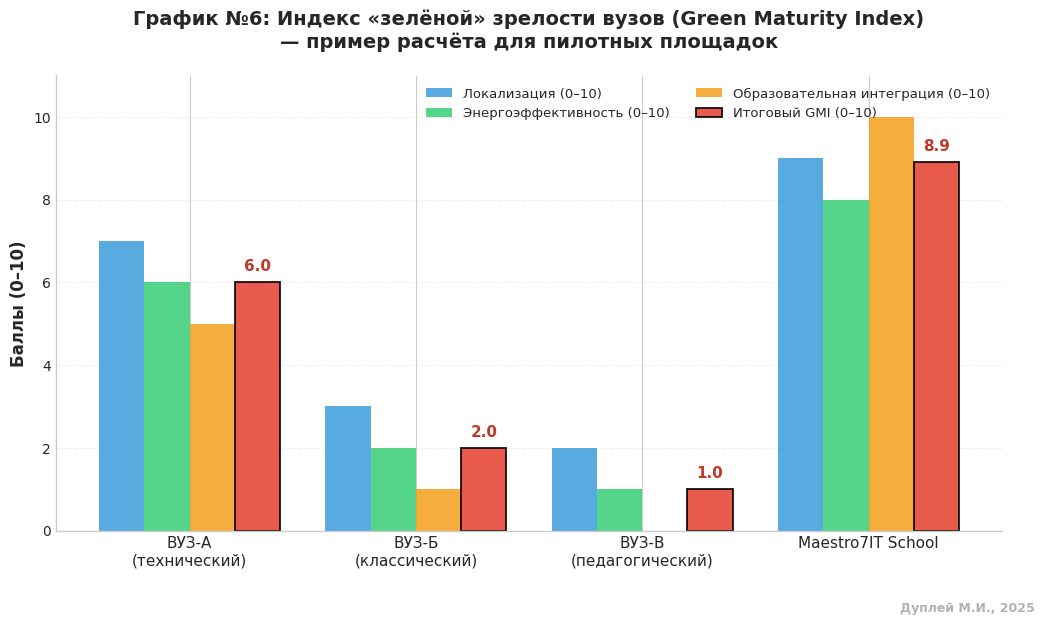 График №6: Индекс «зелёной» зрелости вузов (Green Maturity Index)
— пример расчёта для пилотных площадок
Локализация (0–10)
Энергоэффективность (0–10)
Образовательная интеграция (0–10)
Итоговый GMI (0–10)
Баллы (0–10)
10
8
6
4
2
0
6.0
2.0
1.0
8.9
ВУЗ-А
(технический)
ВУЗ-Б
(классический)
ВУЗ-В
(педагогический)
Maestro7IT School
Дуплей М.И., 2025